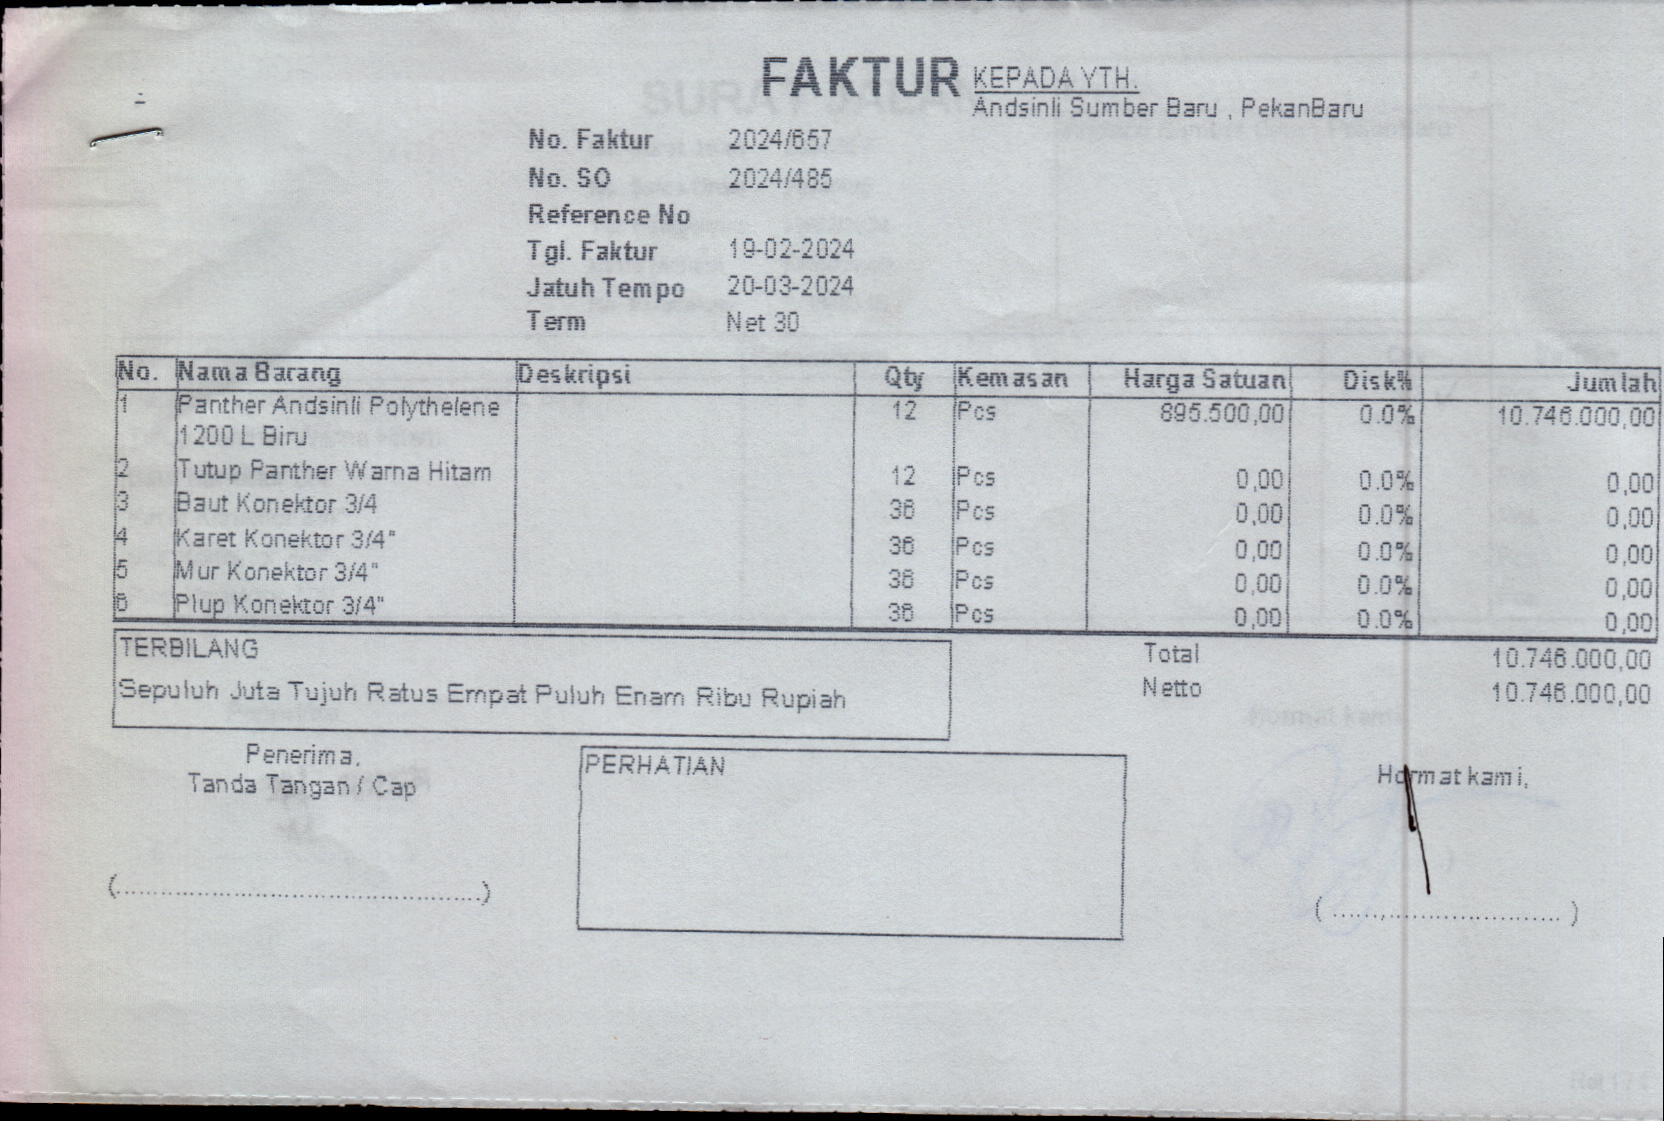 FAKTUR
KEPADA YTH.
Andsinli Sumber Baru , PekanBaru
No. Faktur 2024/657
No. SO 2024/485
Reference No
Tgl. Faktur 19-02-2024
Jatuh Tempo 20-03-2024
Term Net 30
No. Nama Barang Deskripsi Qty Kemasan Harga Satuan Disk% Jumlah
1 Panther Andsinli Polythelene 12 Pcs 895.500,00 0.0% 10.746.000,00
1200 L Biru
2 Tutup Panther Warna Hitam 12 Pcs 0,00 0.0% 0,00
3 Baut Konektor 3/4 36 Pcs 0,00 0.0% 0,00
4 Karet Konektor 3/4" 36 Pcs 0,00 0.0% 0,00
5 Mur Konektor 3/4" 36 Pcs 0,00 0.0% 0,00
6 Plup Konektor 3/4" 36 Pcs 0,00 0.0% 0,00
TERBILANG
Sepuluh Juta Tujuh Ratus Empat Puluh Enam Ribu Rupiah
Total 10.746.000,00
Netto 10.746.000,00
Penerima,
Tanda Tangan / Cap
PERHATIAN
Hormat kami,